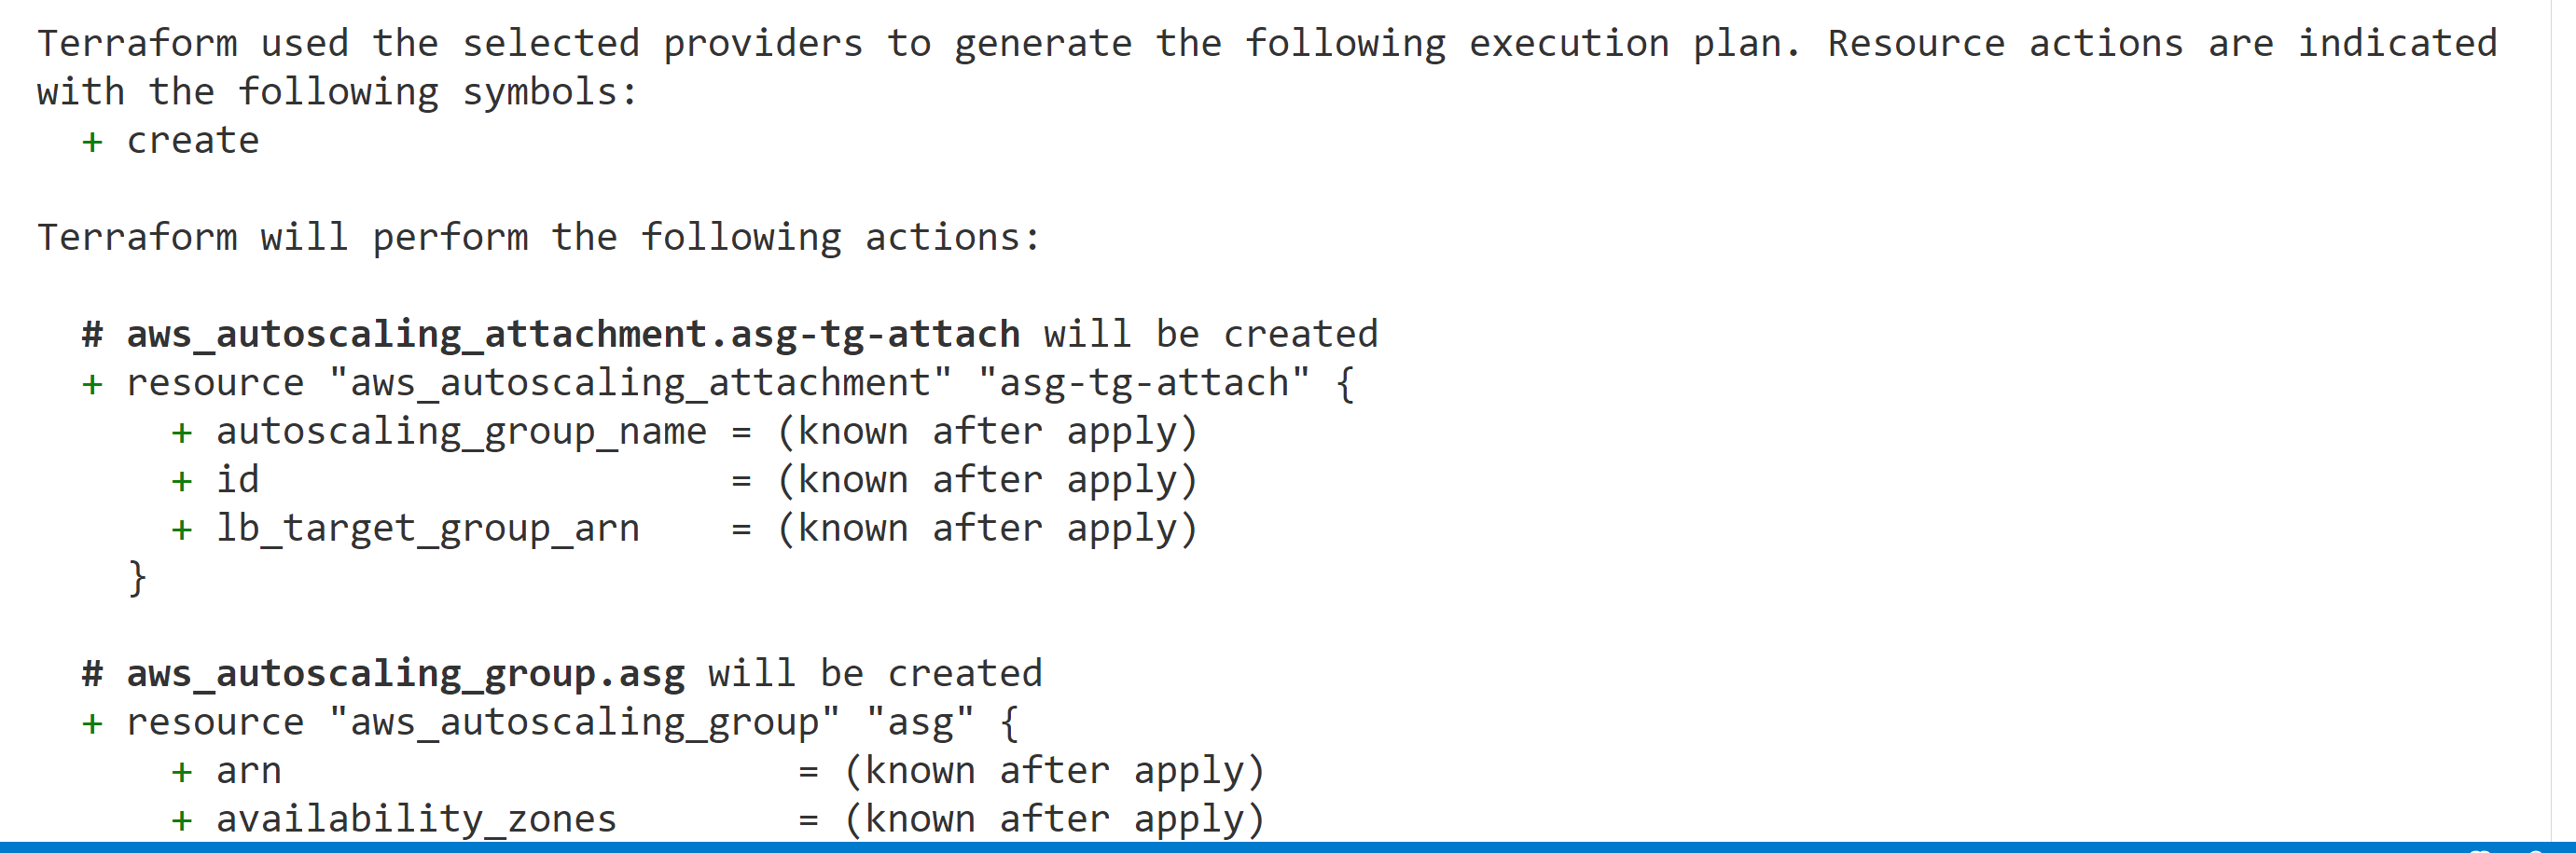 Terraform used the selected providers to generate the following execution plan. Resource actions are indicated
with the following symbols:
  + create

Terraform will perform the following actions:

  # aws_autoscaling_attachment.asg-tg-attach will be created
  + resource "aws_autoscaling_attachment" "asg-tg-attach" {
      + autoscaling_group_name = (known after apply)
      + id                     = (known after apply)
      + lb_target_group_arn    = (known after apply)
    }

  # aws_autoscaling_group.asg will be created
  + resource "aws_autoscaling_group" "asg" {
      + arn                       = (known after apply)
      + availability_zones        = (known after apply)